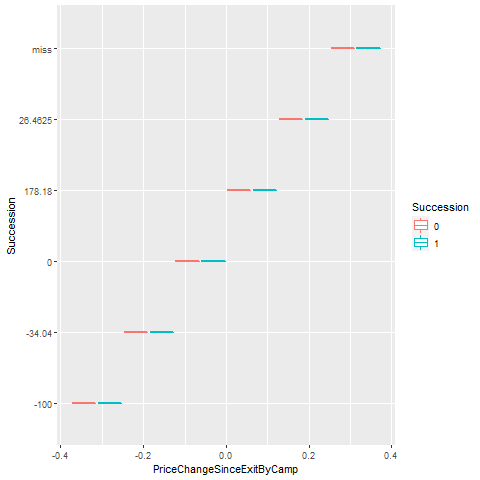 miss
26.4625
178.18
0
-34.04
-100
Succession
-0.4 -0.2 0.0 0.2 0.4
PriceChangeSinceExitByCamp
Succession
0
1